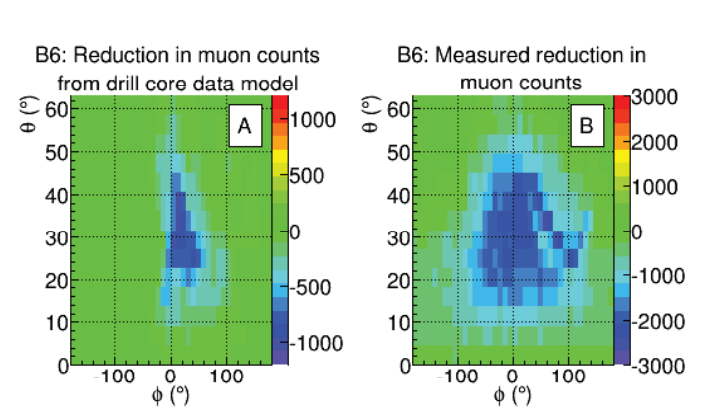 B6: Reduction in muon counts
from drill core data model
θ (°)
A
60
50
40
30
20
10
0
-100 0 100
ϕ (°)
1000
500
0
-500
-1000
B6: Measured reduction in
muon counts
θ (°)
B
60
50
40
30
20
10
0
-100 0 100
ϕ (°)
3000
2000
1000
0
-1000
-2000
-3000